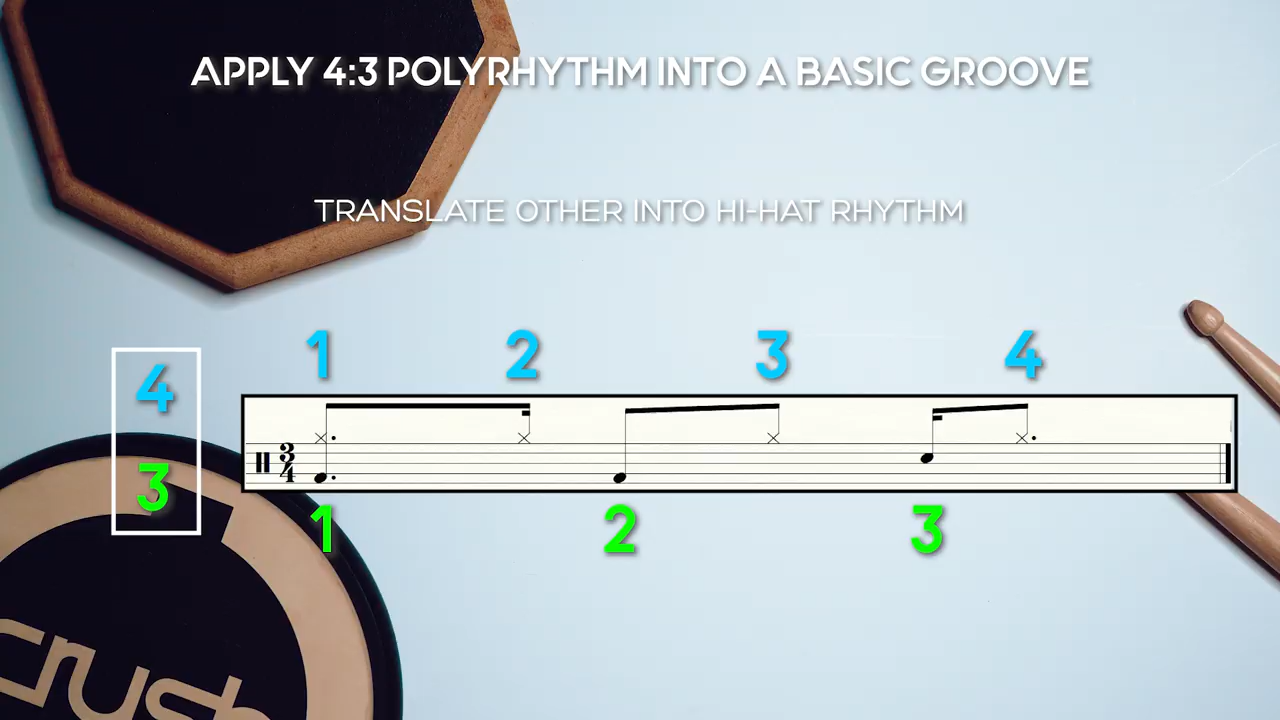 APPLY 4:3 POLYRHYTHM INTO A BASIC GROOVE
TRANSLATE OTHER INTO HI-HAT RHYTHM
1 2 3 4
4
3
3
4
1 2 3
crush